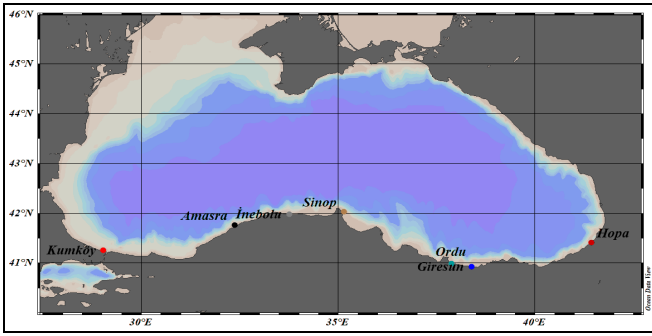 46°N
45°N
44°N
43°N
42°N
41°N
Sinop
Amasra İnebolu
Hopa
Kumköy
Ordu
Giresun
30°E 35°E 40°E
Ocean Data View